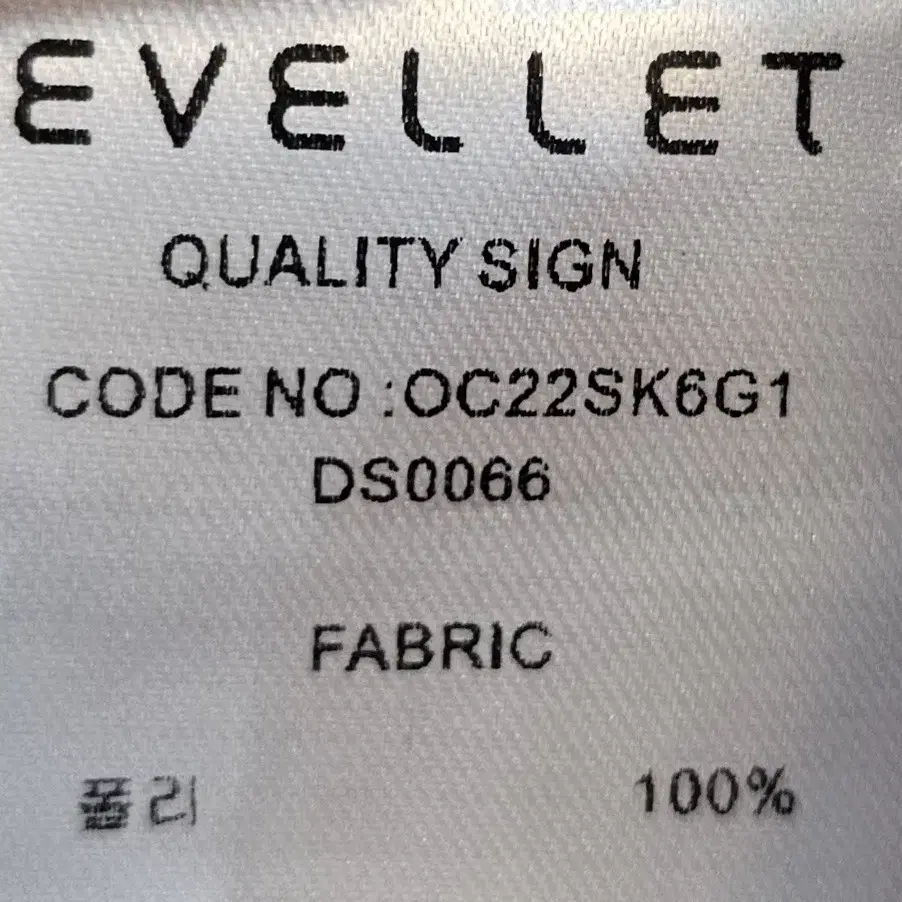 EVELLET
QUALITY SIGN
CODE NO :OC22SK6G1
DS0066
FABRIC
폴리 100%